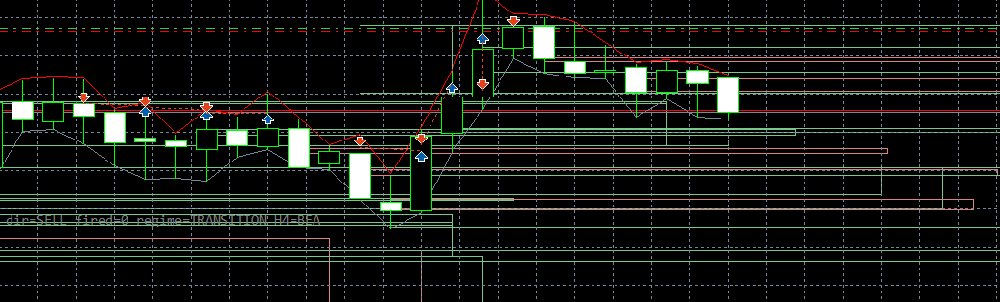 dir=SELL fired=0 regime=TRANSITION H4=BEA